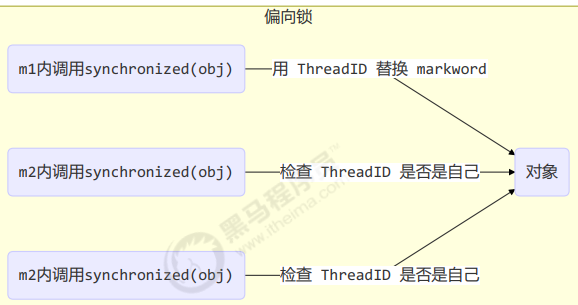 偏向锁
m1内调用synchronized(obj)
用 ThreadID 替换 markword
m2内调用synchronized(obj)
检查 ThreadID 是否是自己
对象
m2内调用synchronized(obj)
检查 ThreadID 是否是自己
黑马程序员™
www.itheima.com